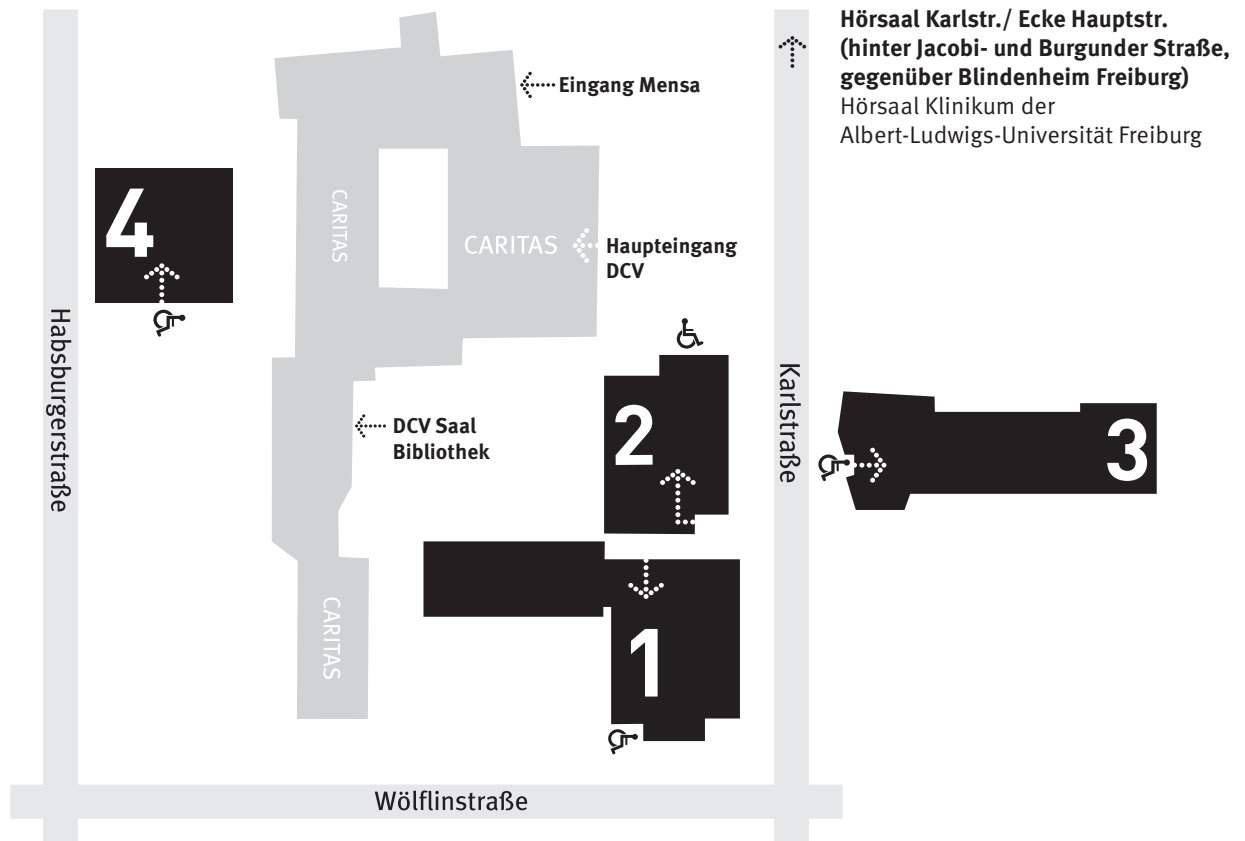 Hörsaal Karlstr./ Ecke Hauptstr.
(hinter Jacobi- und Burgunder Straße,
gegenüber Blindenheim Freiburg)
Hörsaal Klinikum der
Albert-Ludwigs-Universität Freiburg
Eingang Mensa
4
CARITAS
CARITAS
Haupteingang
DCV
Habsburgerstraße
Karlstraße
2
DCV Saal
Bibliothek
3
CARITAS
1
Wölflinstraße